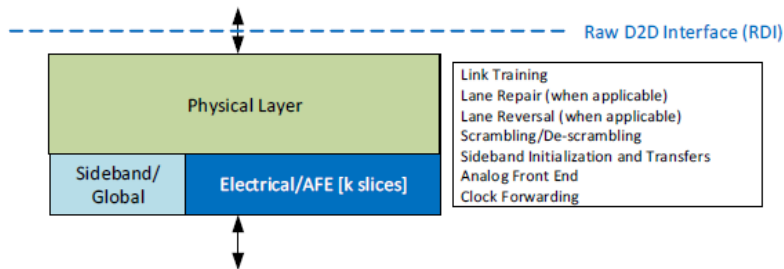 Raw D2D Interface (RDI)
Physical Layer
Sideband/
Global
Electrical/AFE [k slices]
Link Training
Lane Repair (when applicable)
Lane Reversal (when applicable)
Scrambling/De-scrambling
Sideband Initialization and Transfers
Analog Front End
Clock Forwarding